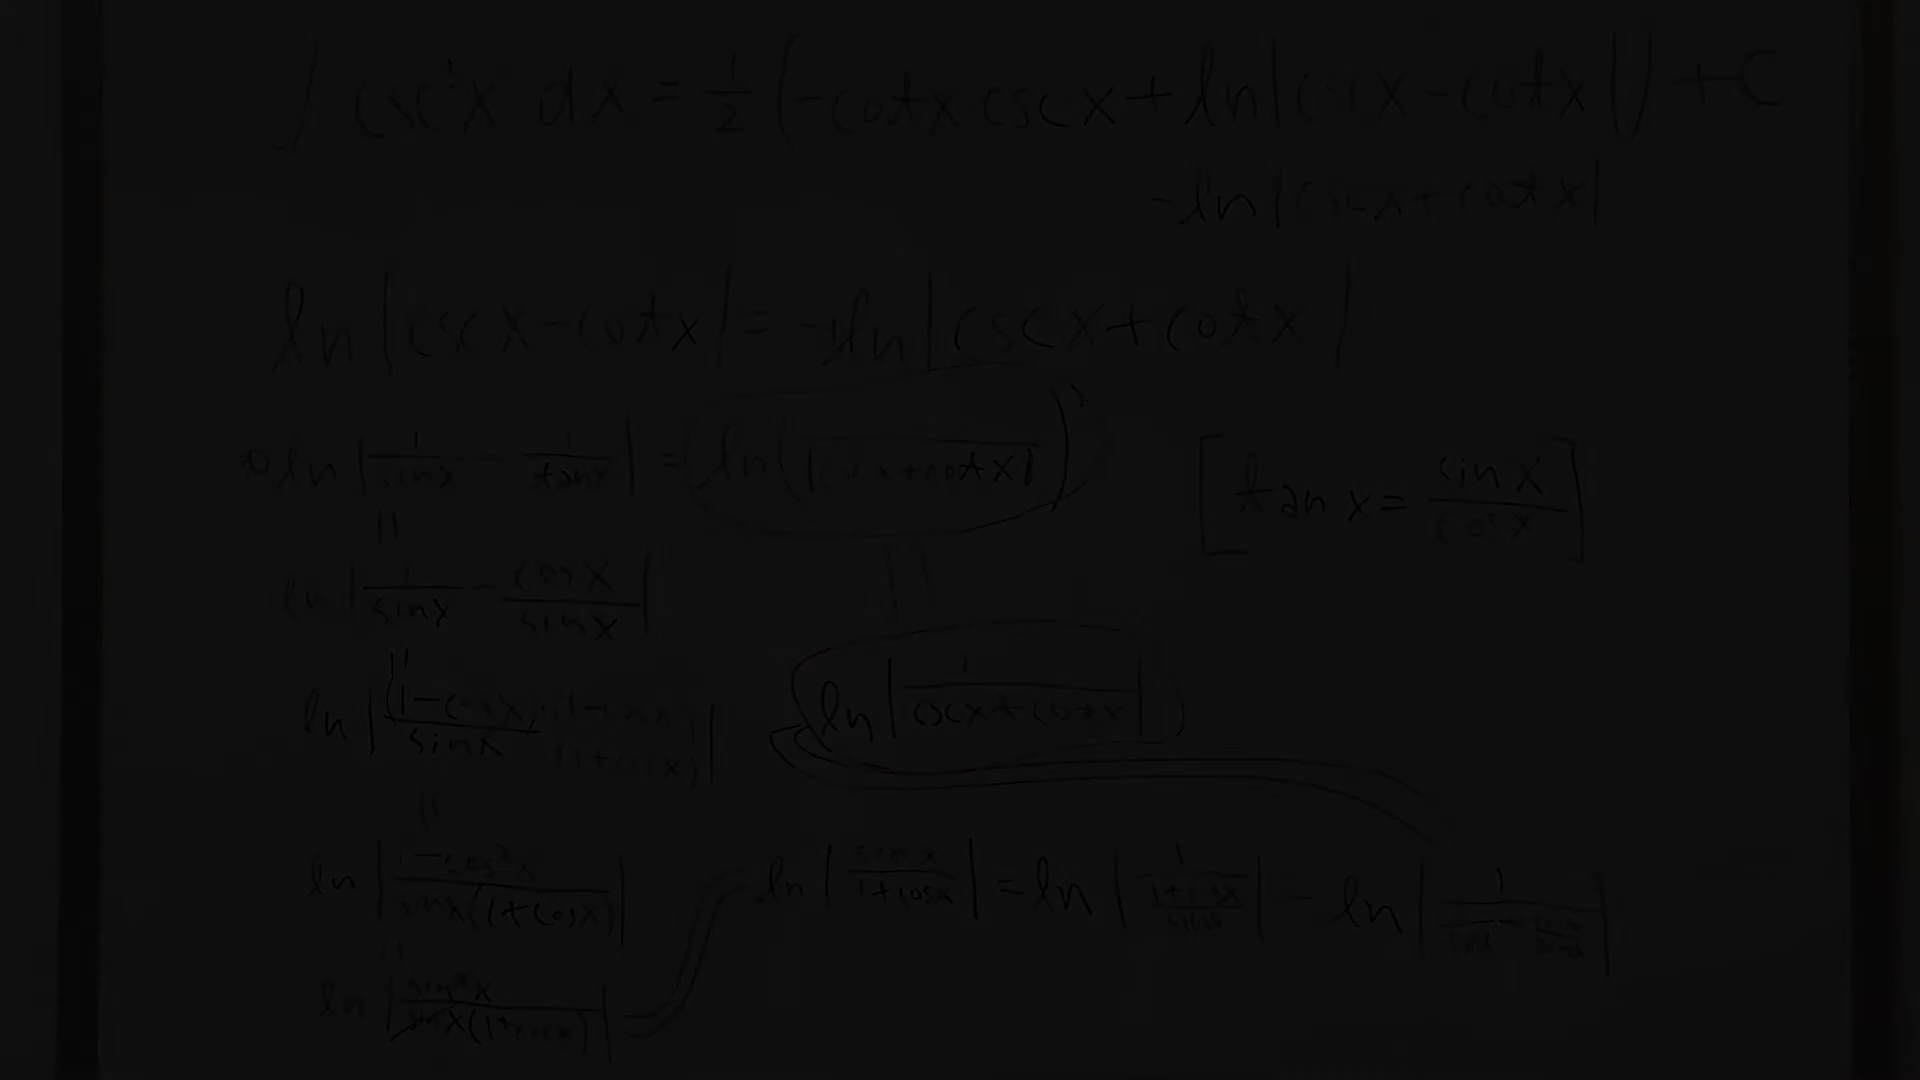 ∫ csc³x dx = 1/2 (-cotx cscx + ln|cscx - cotx|) + C
-ln|cscx + cotx|
ln|cscx - cotx| = -ln|cscx + cotx|
ln|1/sinx - 1/tanx| = (ln(1/|cscx + cotx|))
[tan x = sin x/cos x]
ln|1/sinx - cosx/sinx|
ln|(1-cosx)/sinx · (1+cosx)| ln|1/(cscx + cotx)|
ln|(1-cos²x)/(sinx(1+cosx))| ln|sinx/(1+cosx)| = ln|1/((1+cosx)/sinx)| = ln|1/
ln|sin²x/(sinx(1+cosx))|